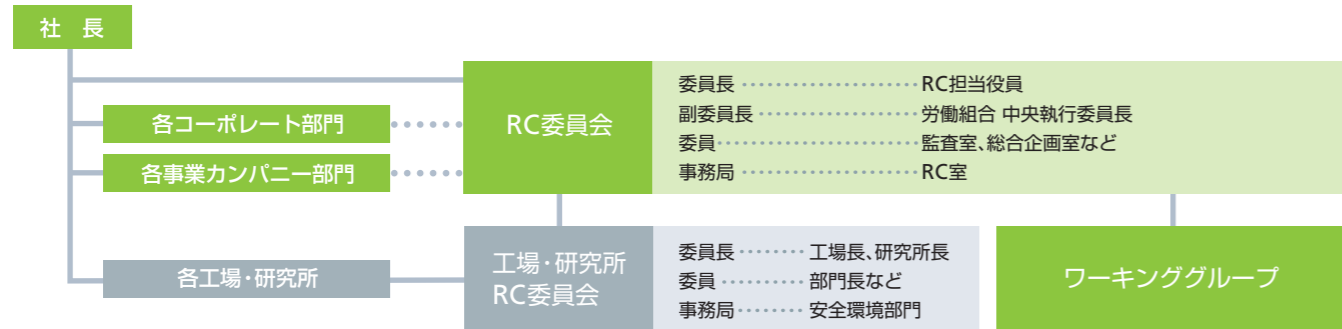 社 長
各コーポレート部門
各事業カンパニー部門
各工場・研究所
RC委員会
委員長 ･････････････････････ RC担当役員
副委員長 ･･･････････････････ 労働組合 中央執行委員長
委員 ････････････････････････ 監査室、総合企画室など
事務局 ･････････････････････ RC室
工場・研究所
RC委員会
委員長 ････････ 工場長、研究所長
委員 ･･････････ 部門長など
事務局 ････････ 安全環境部門
ワーキンググループ